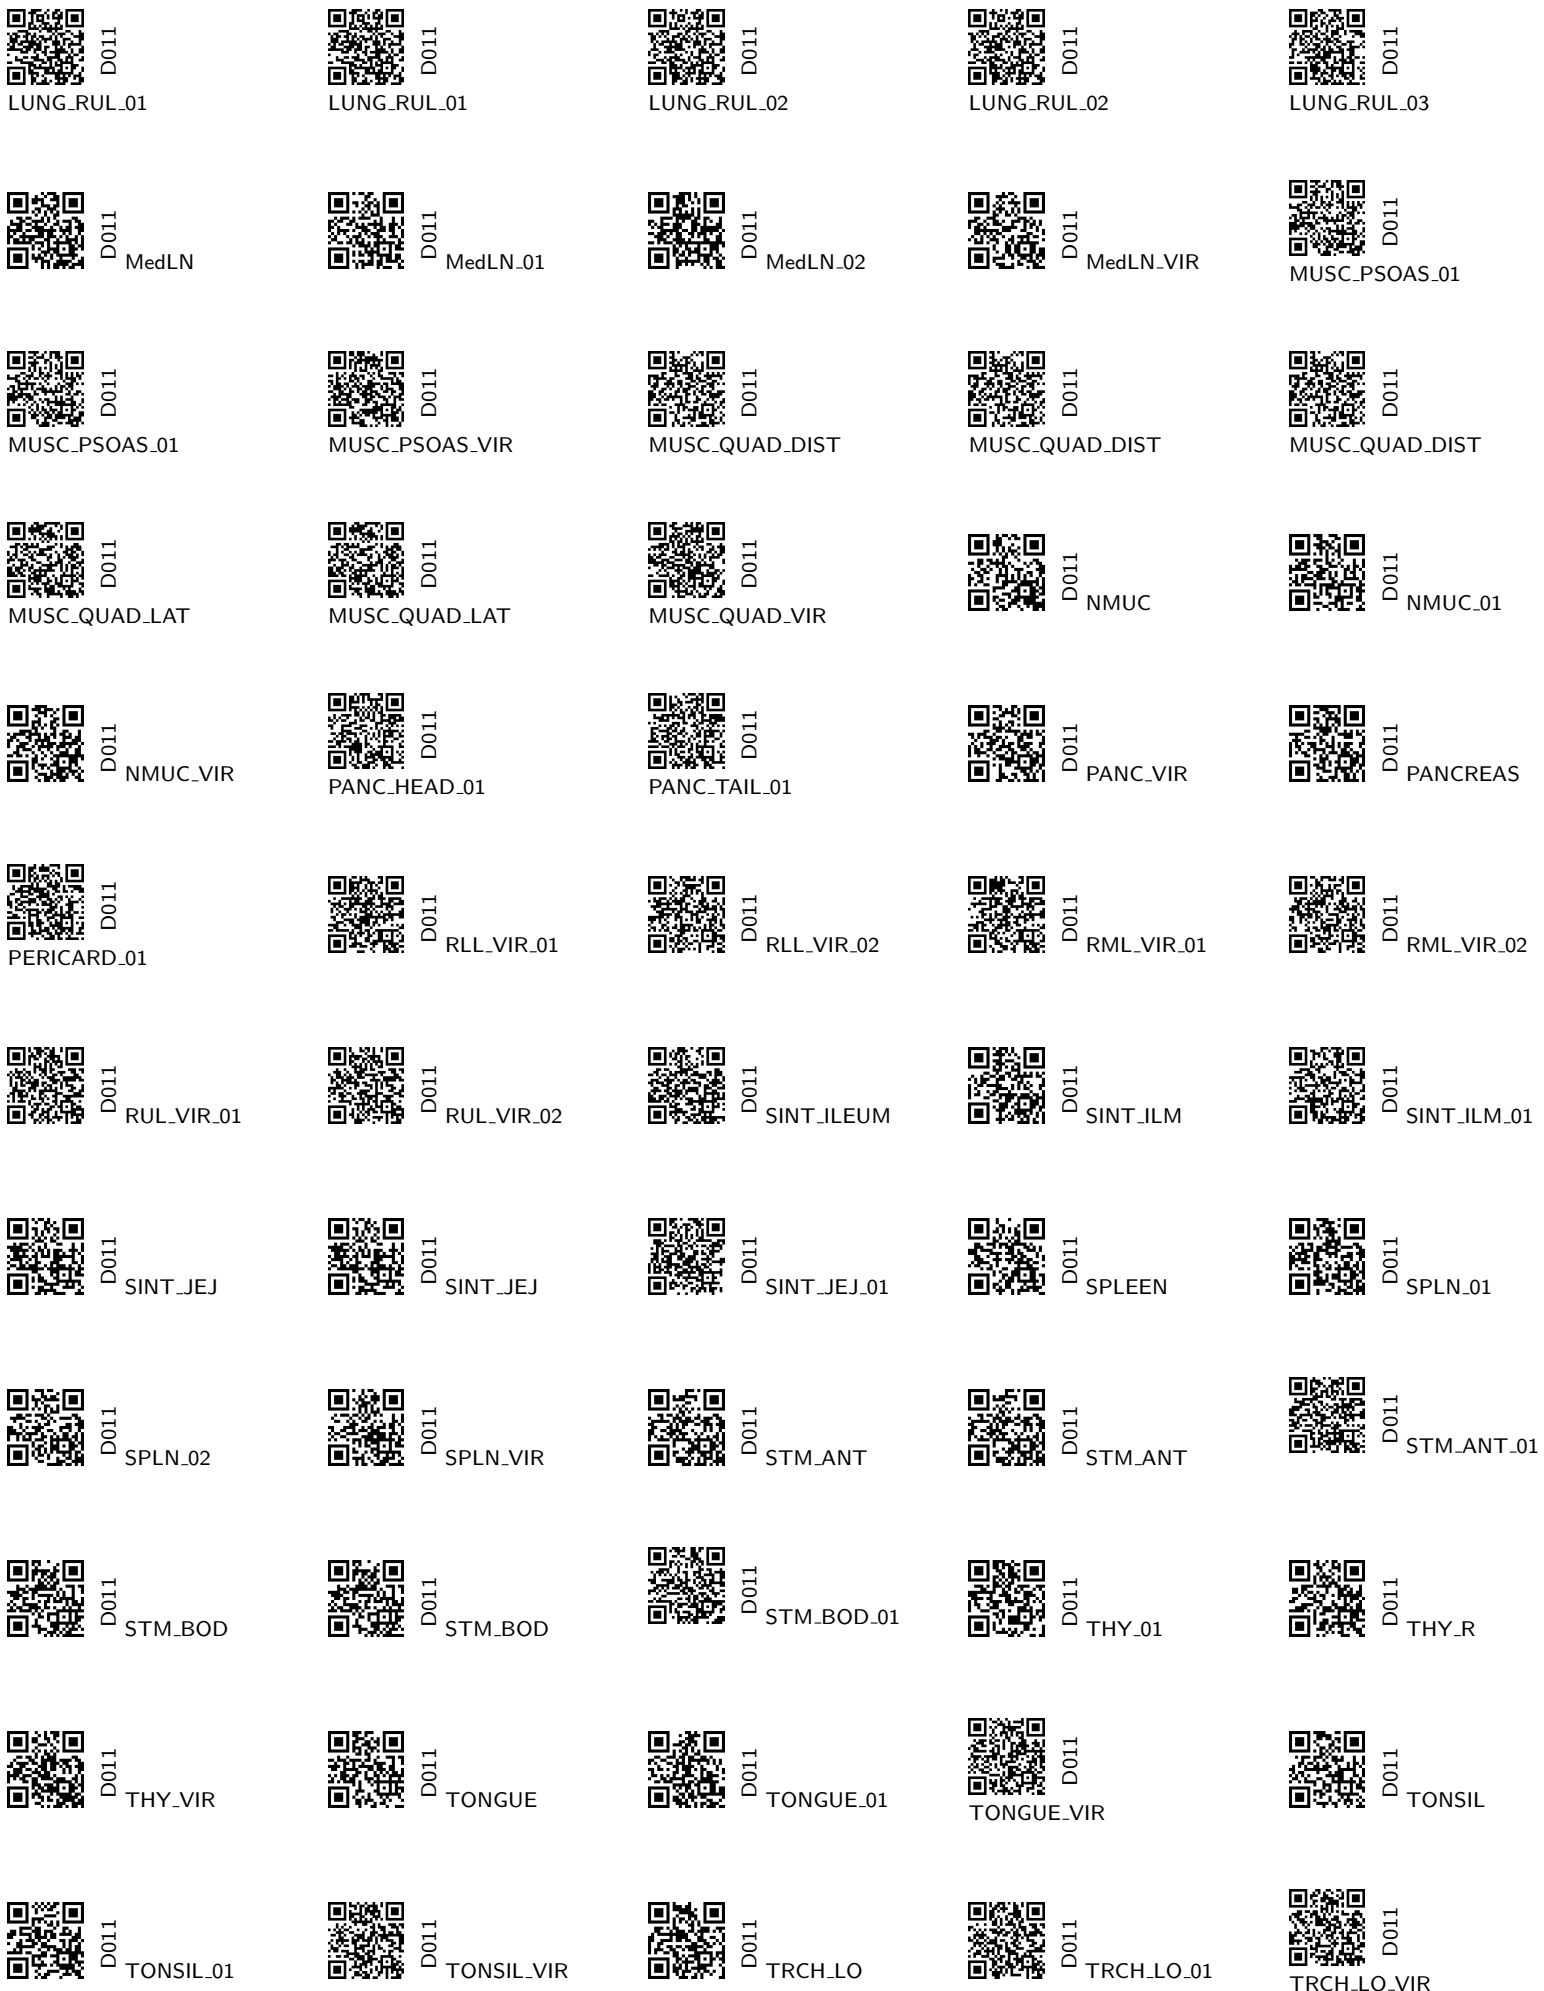 D011
LUNG_RUL_01
D011
LUNG_RUL_01
D011
LUNG_RUL_02
D011
LUNG_RUL_02
D011
LUNG_RUL_03
D011
MedLN
D011
MedLN_01
D011
MedLN_02
D011
MedLN_VIR
D011
MUSC_PSOAS_01
D011
MUSC_PSOAS_01
D011
MUSC_PSOAS_VIR
D011
MUSC_QUAD_DIST
D011
MUSC_QUAD_DIST
D011
MUSC_QUAD_DIST
D011
MUSC_QUAD_LAT
D011
MUSC_QUAD_LAT
D011
MUSC_QUAD_VIR
D011
NMUC
D011
NMUC_01
D011
NMUC_VIR
D011
PANC_HEAD_01
D011
PANC_TAIL_01
D011
PANC_VIR
D011
PANCREAS
D011
PERICARD_01
D011
RLL_VIR_01
D011
RLL_VIR_02
D011
RML_VIR_01
D011
RML_VIR_02
D011
RUL_VIR_01
D011
RUL_VIR_02
D011
SINT_ILEUM
D011
SINT_ILM
D011
SINT_ILM_01
D011
SINT_JEJ
D011
SINT_JEJ
D011
SINT_JEJ_01
D011
SPLEEN
D011
SPLN_01
D011
SPLN_02
D011
SPLN_VIR
D011
STM_ANT
D011
STM_ANT
D011
STM_ANT_01
D011
STM_BOD
D011
STM_BOD
D011
STM_BOD_01
D011
THY_01
D011
THY_R
D011
THY_VIR
D011
TONGUE
D011
TONGUE_01
D011
TONGUE_VIR
D011
TONSIL
D011
TONSIL_01
D011
TONSIL_VIR
D011
TRCH_LO
D011
TRCH_LO_01
D011
TRCH_LO_VIR